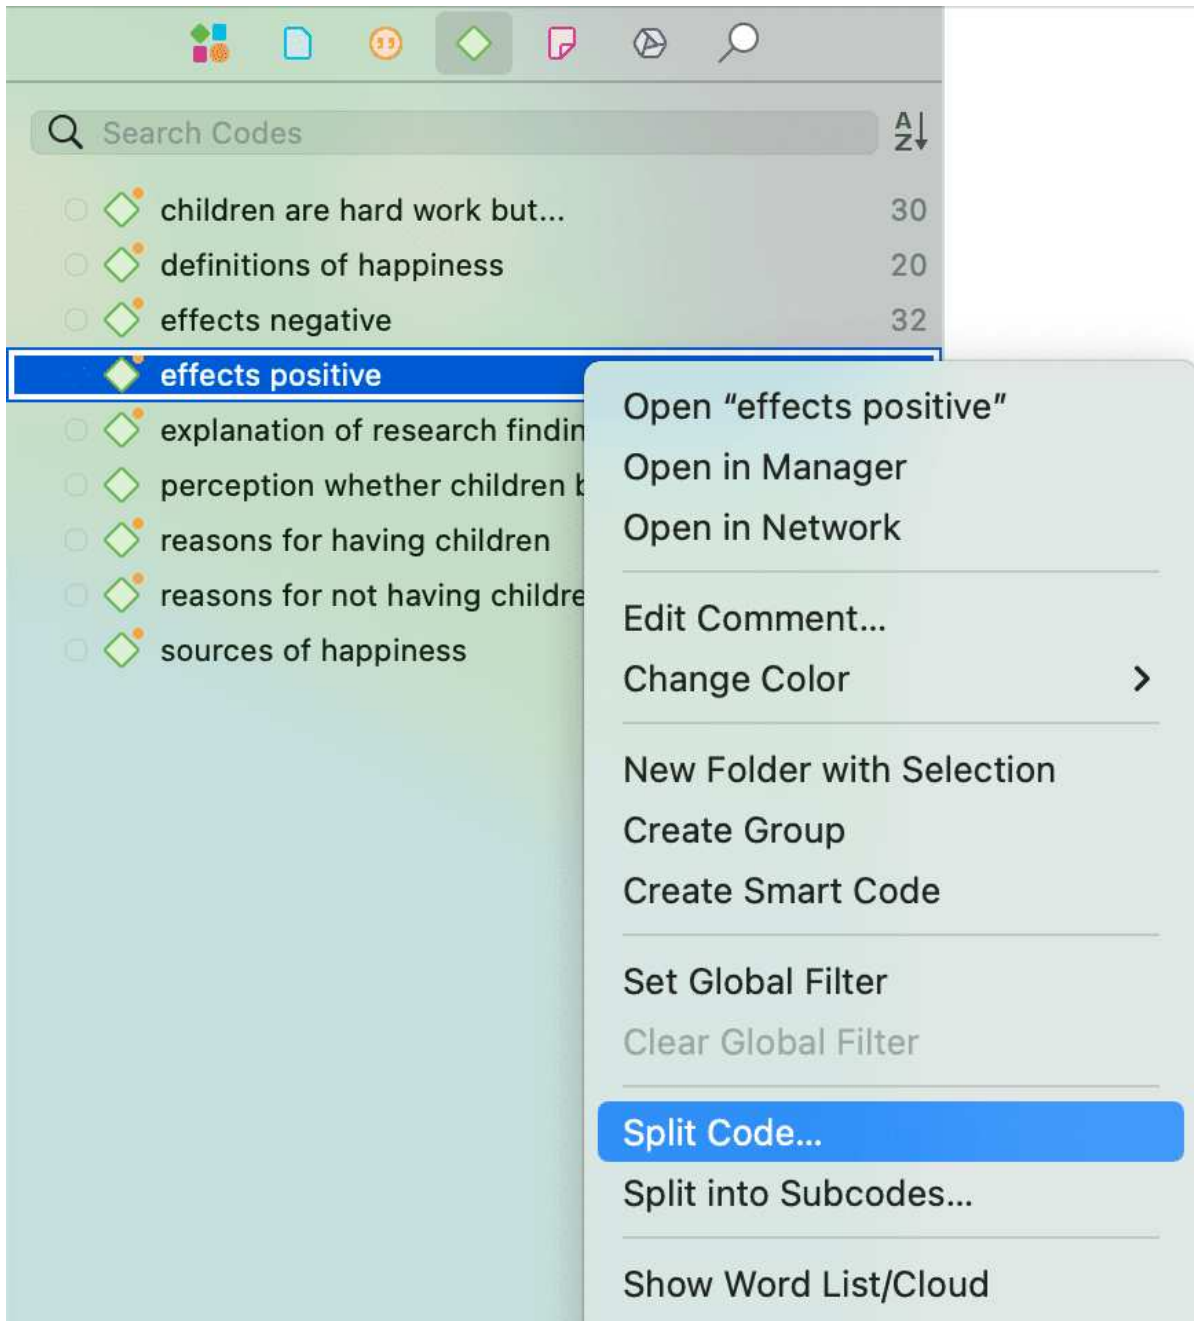 Search Codes
A
Z
children are hard work but... 30
definitions of happiness 20
effects negative 32
effects positive
explanation of research findin
perception whether children
reasons for having children
reasons for not having childre
sources of happiness
Open “effects positive”
Open in Manager
Open in Network
Edit Comment...
Change Color
New Folder with Selection
Create Group
Create Smart Code
Set Global Filter
Clear Global Filter
Split Code...
Split into Subcodes...
Show Word List/Cloud